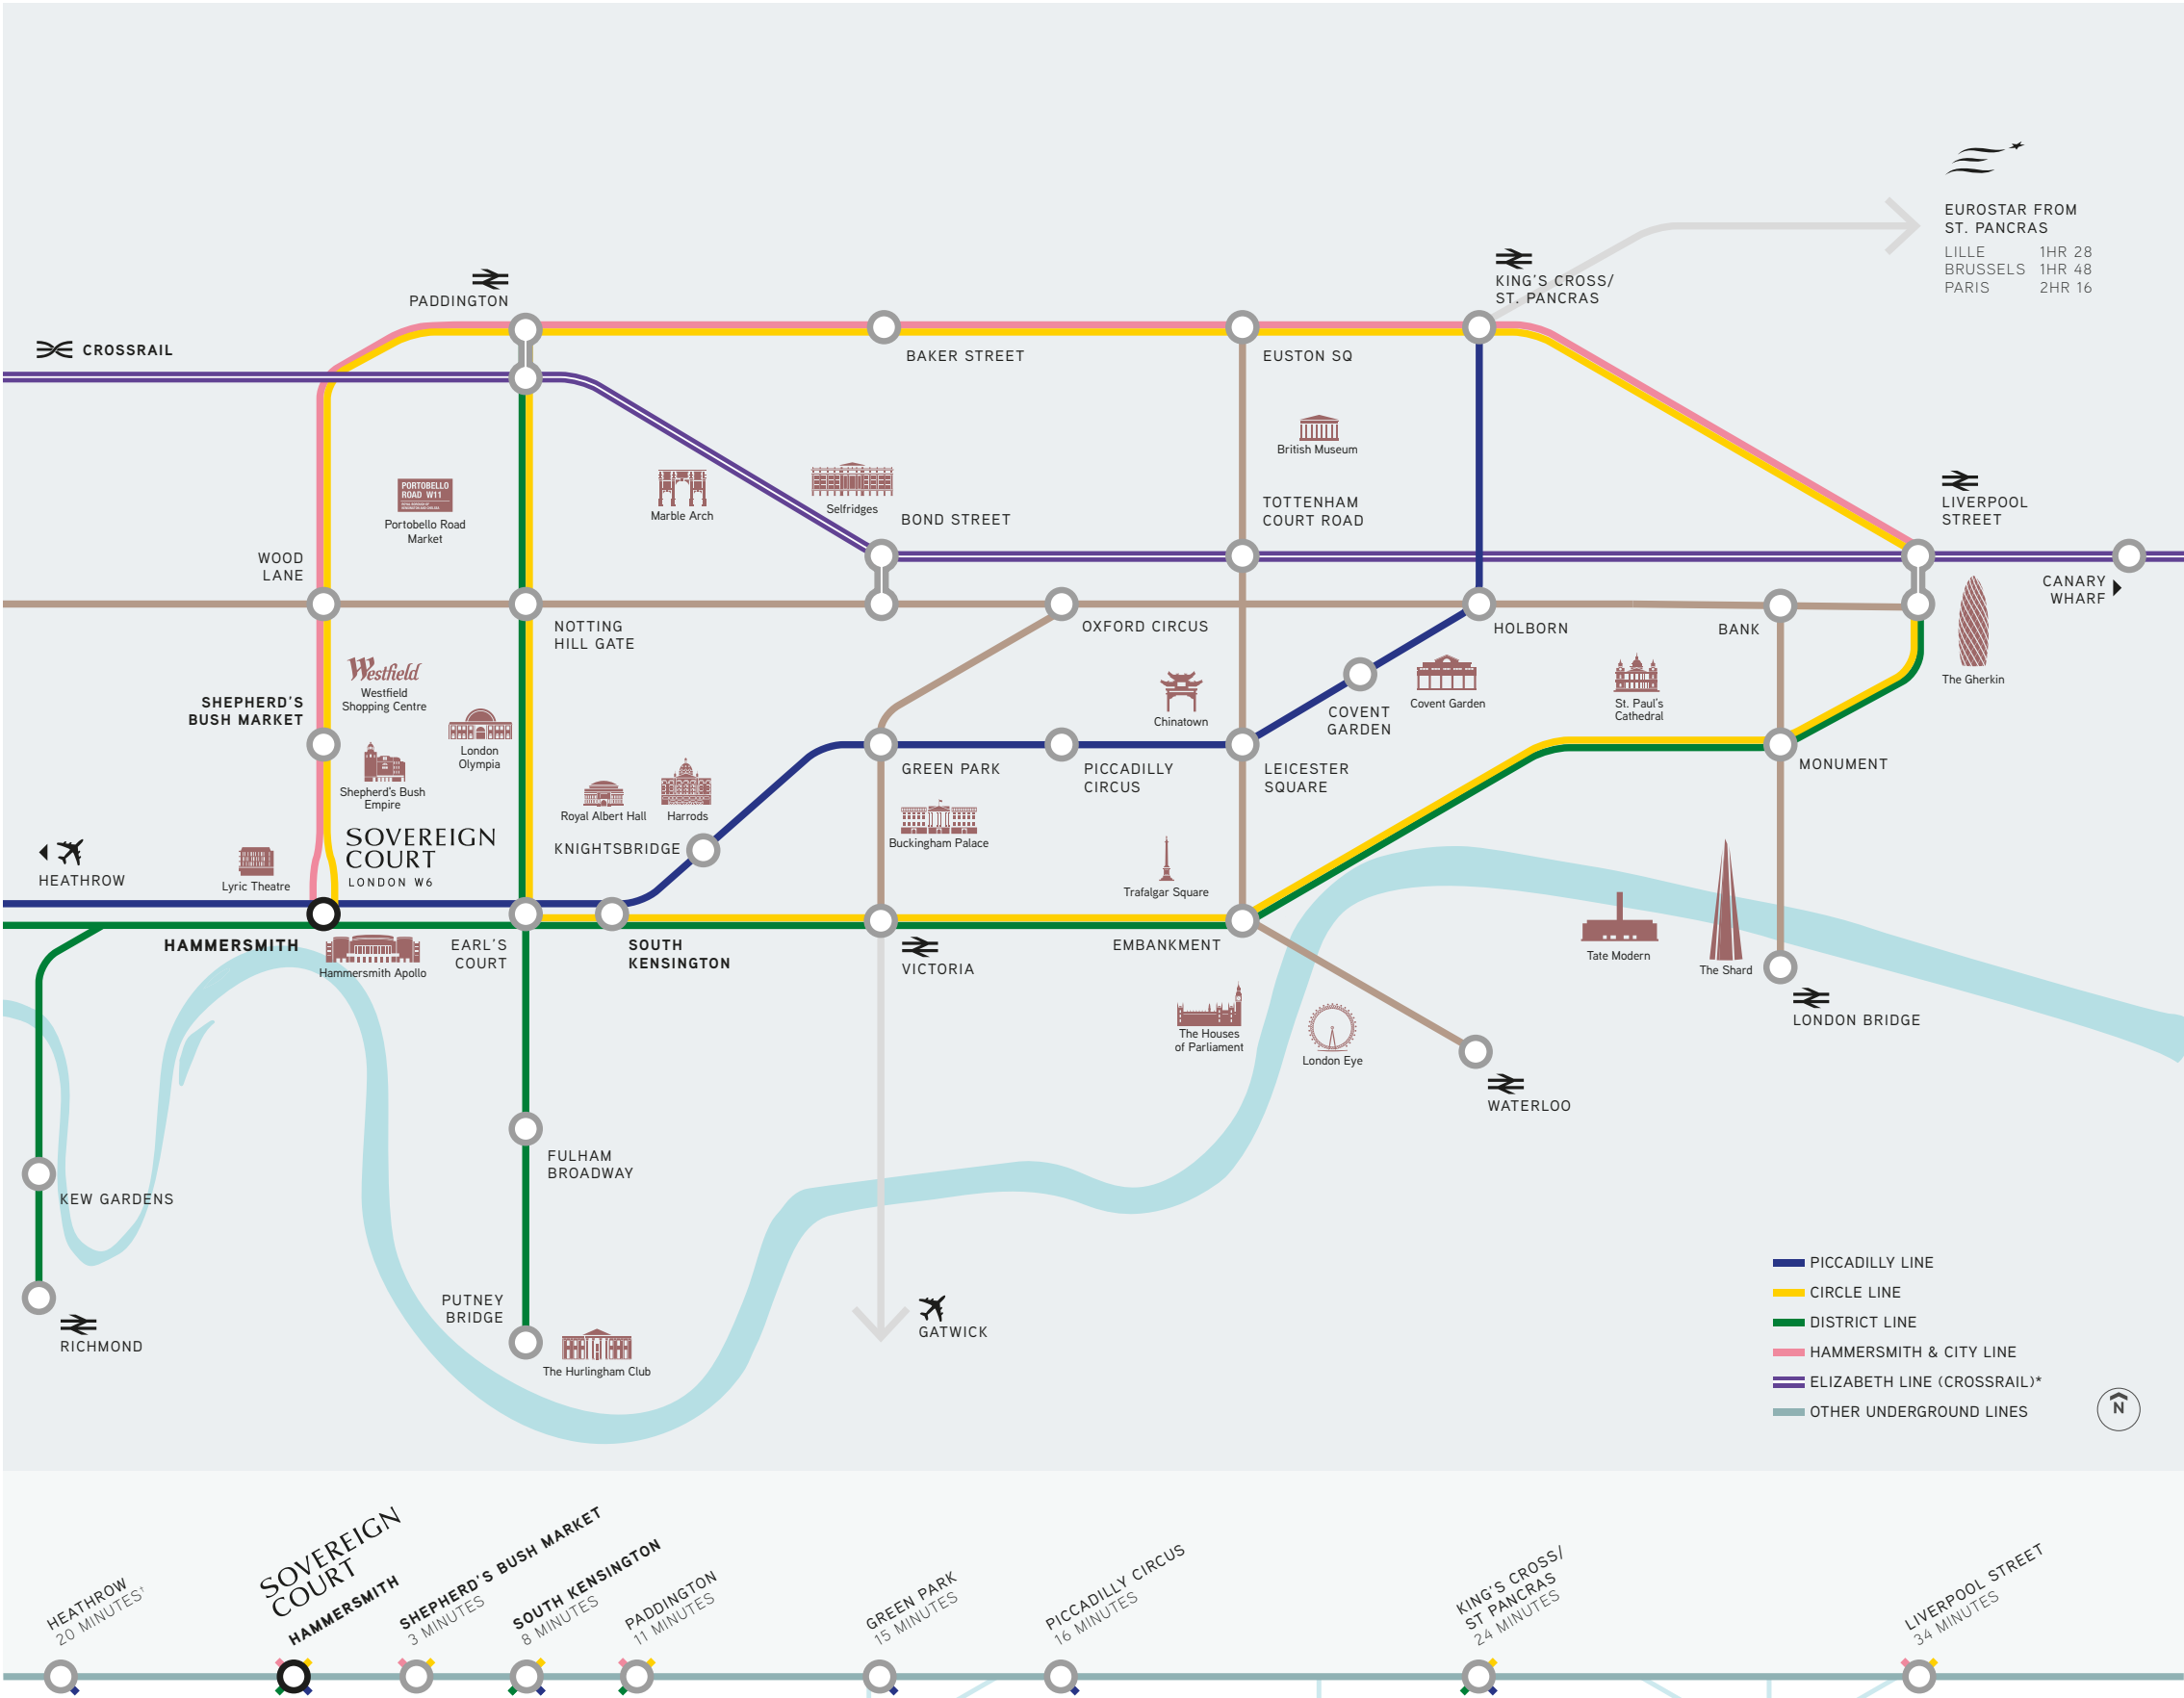 EUROSTAR FROM
ST. PANCRAS
LILLE 1HR 28
BRUSSELS 1HR 48
PARIS 2HR 16
KING'S CROSS/
ST. PANCRAS
PADDINGTON
CROSSRAIL
BAKER STREET
EUSTON SQ
British Museum
PORTOBELLO
ROAD W11
Portobello Road
Market
Marble Arch
Selfridges
BOND STREET
TOTTENHAM
COURT ROAD
LIVERPOOL
STREET
WOOD
LANE
CANARY
WHARF
NOTTING
HILL GATE
OXFORD CIRCUS
HOLBORN
BANK
The Gherkin
Westfield
Westfield
Shopping Centre
SHEPHERD'S
BUSH MARKET
London
Olympia
Chinatown
COVENT
GARDEN
Covent Garden
St. Paul's
Cathedral
Shepherd's Bush
Empire
Royal Albert Hall
Harrods
GREEN PARK
PICCADILLY
CIRCUS
LEICESTER
SQUARE
MONUMENT
Buckingham Palace
KNIGHTSBRIDGE
SOVEREIGN
COURT
LONDON W6
HEATHROW
Lyric Theatre
Trafalgar Square
HAMMERSMITH
Hammersmith Apollo
EARL'S
COURT
SOUTH
KENSINGTON
VICTORIA
EMBANKMENT
Tate Modern
The Shard
LONDON BRIDGE
The Houses
of Parliament
London Eye
WATERLOO
FULHAM
BROADWAY
KEW GARDENS
RICHMOND
PUTNEY
BRIDGE
The Hurlingham Club
GATWICK
PICCADILLY LINE
CIRCLE LINE
DISTRICT LINE
HAMMERSMITH & CITY LINE
ELIZABETH LINE (CROSSRAIL)*
OTHER UNDERGROUND LINES
N
HEATHROW
20 MINUTES†
SOVEREIGN
COURT
HAMMERSMITH
SHEPHERD'S BUSH MARKET
3 MINUTES
SOUTH KENSINGTON
8 MINUTES
PADDINGTON
11 MINUTES
GREEN PARK
15 MINUTES
PICCADILLY CIRCUS
16 MINUTES
KING'S CROSS/
ST PANCRAS
24 MINUTES
LIVERPOOL STREET
34 MINUTES